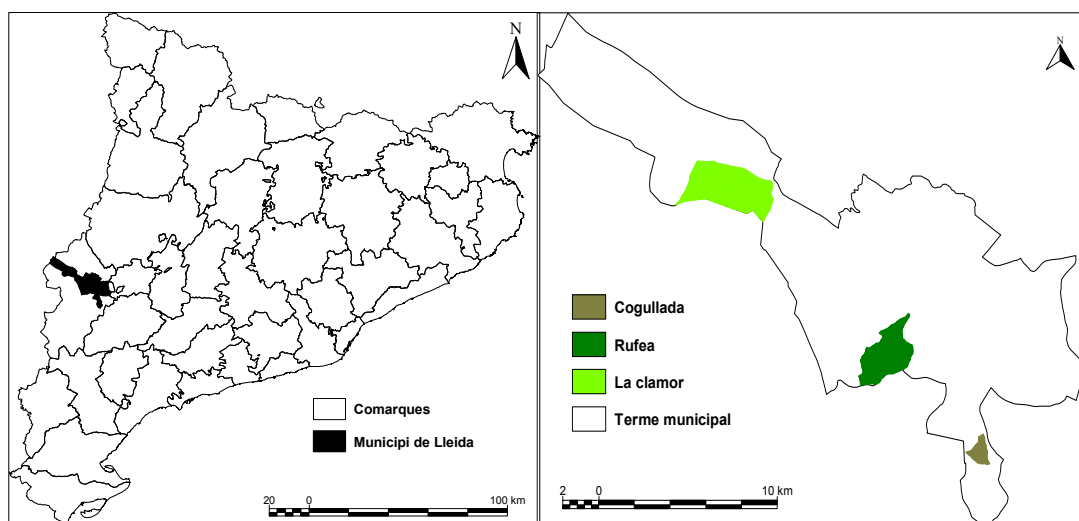 N
Comarques
Municipi de Lleida
20 0 100 km
N
Cogullada
Rufea
La clamor
Terme municipal
2 0 10 km